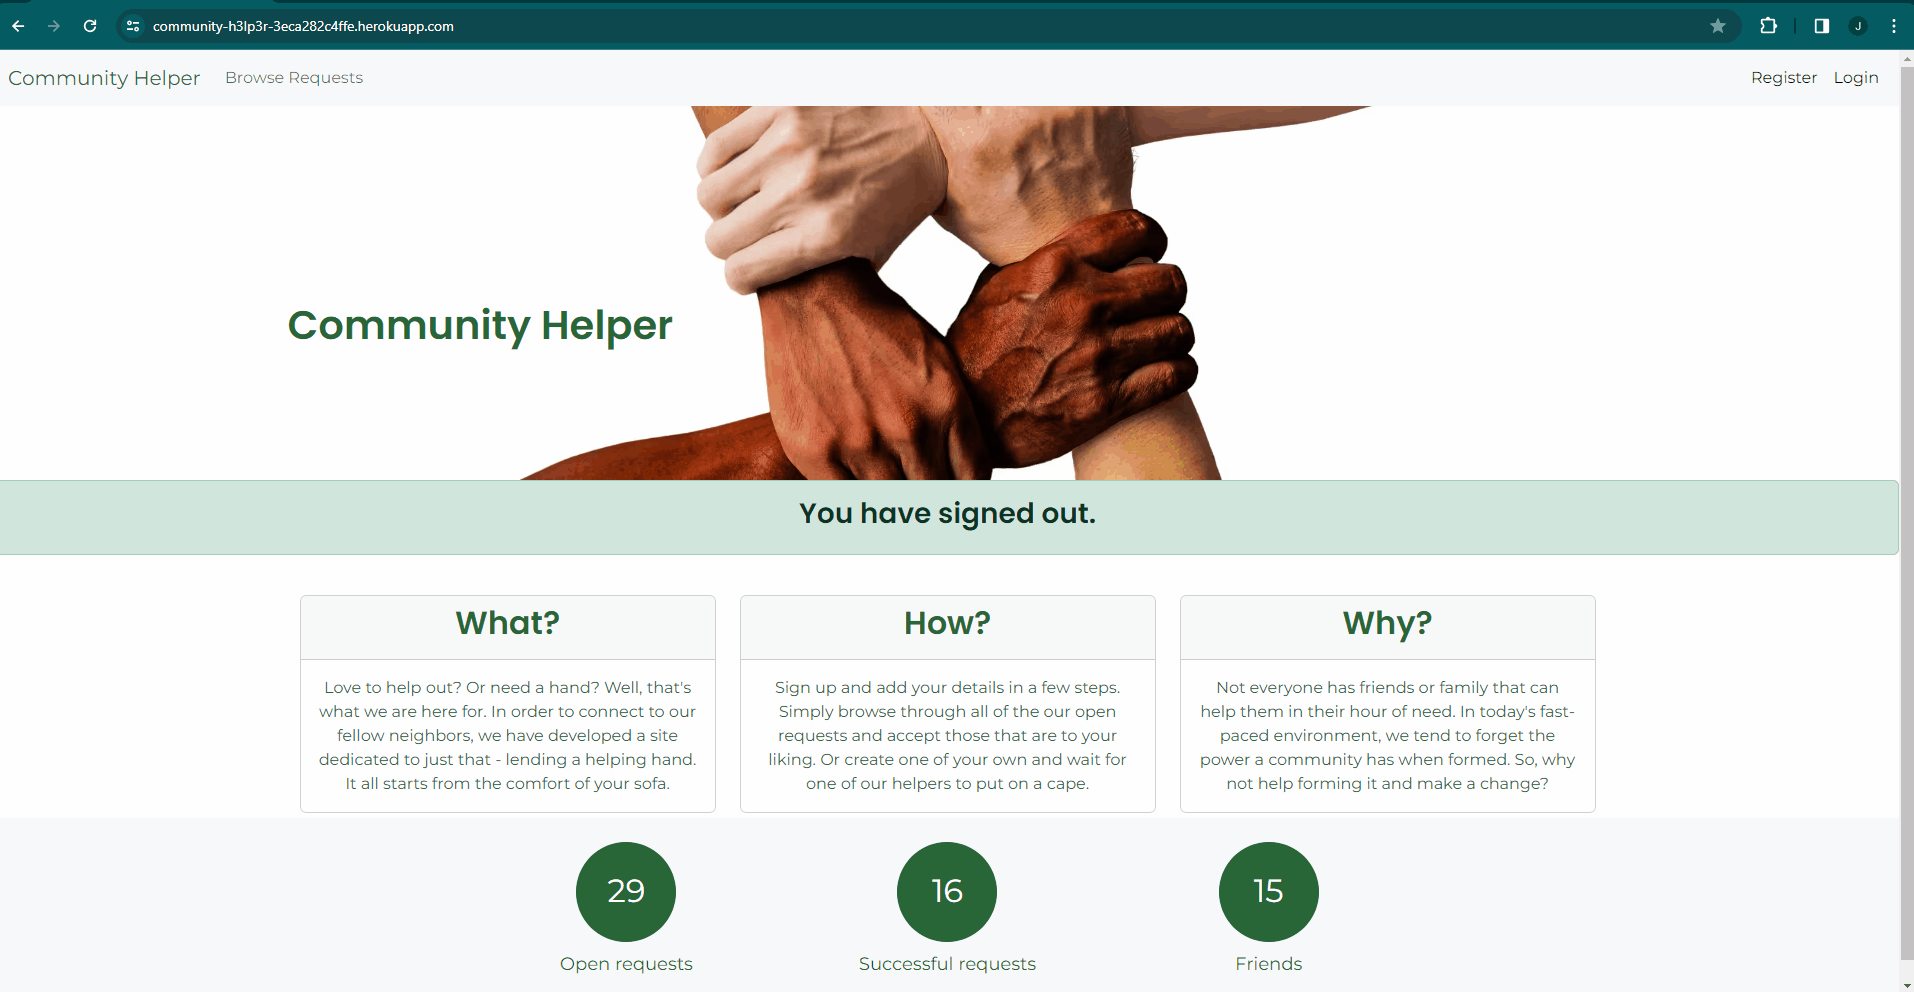 community-h3lp3r-3eca282c4ffe.herokuapp.com
J
Community Helper Browse Requests Register Login
Community Helper
You have signed out.
What?
Love to help out? Or need a hand? Well, that's
what we are here for. In order to connect to our
fellow neighbors, we have developed a site
dedicated to just that - lending a helping hand.
It all starts from the comfort of your sofa.
How?
Sign up and add your details in a few steps.
Simply browse through all of the our open
requests and accept those that are to your
liking. Or create one of your own and wait for
one of our helpers to put on a cape.
Why?
Not everyone has friends or family that can
help them in their hour of need. In today's fast-
paced environment, we tend to forget the
power a community has when formed. So, why
not help forming it and make a change?
29
Open requests
16
Successful requests
15
Friends